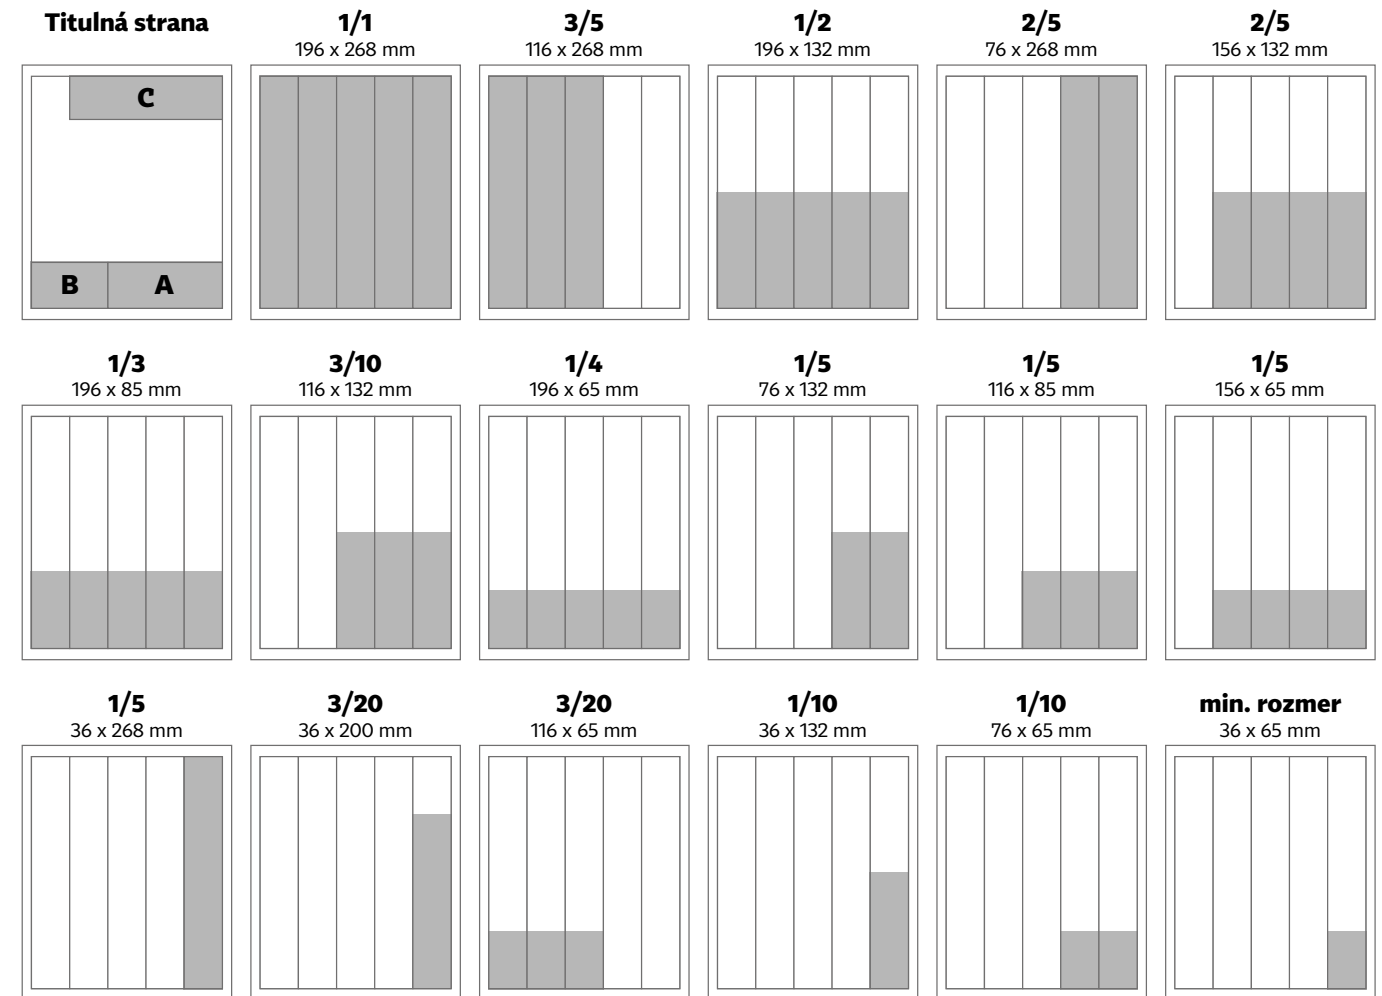 Titulná strana
1/1
196 x 268 mm
3/5
116 x 268 mm
1/2
196 x 132 mm
2/5
76 x 268 mm
2/5
156 x 132 mm
C
B
A
1/3
196 x 85 mm
3/10
116 x 132 mm
1/4
196 x 65 mm
1/5
76 x 132 mm
1/5
116 x 85 mm
1/5
156 x 65 mm
1/5
36 x 268 mm
3/20
36 x 200 mm
3/20
116 x 65 mm
1/10
36 x 132 mm
1/10
76 x 65 mm
min. rozmer
36 x 65 mm